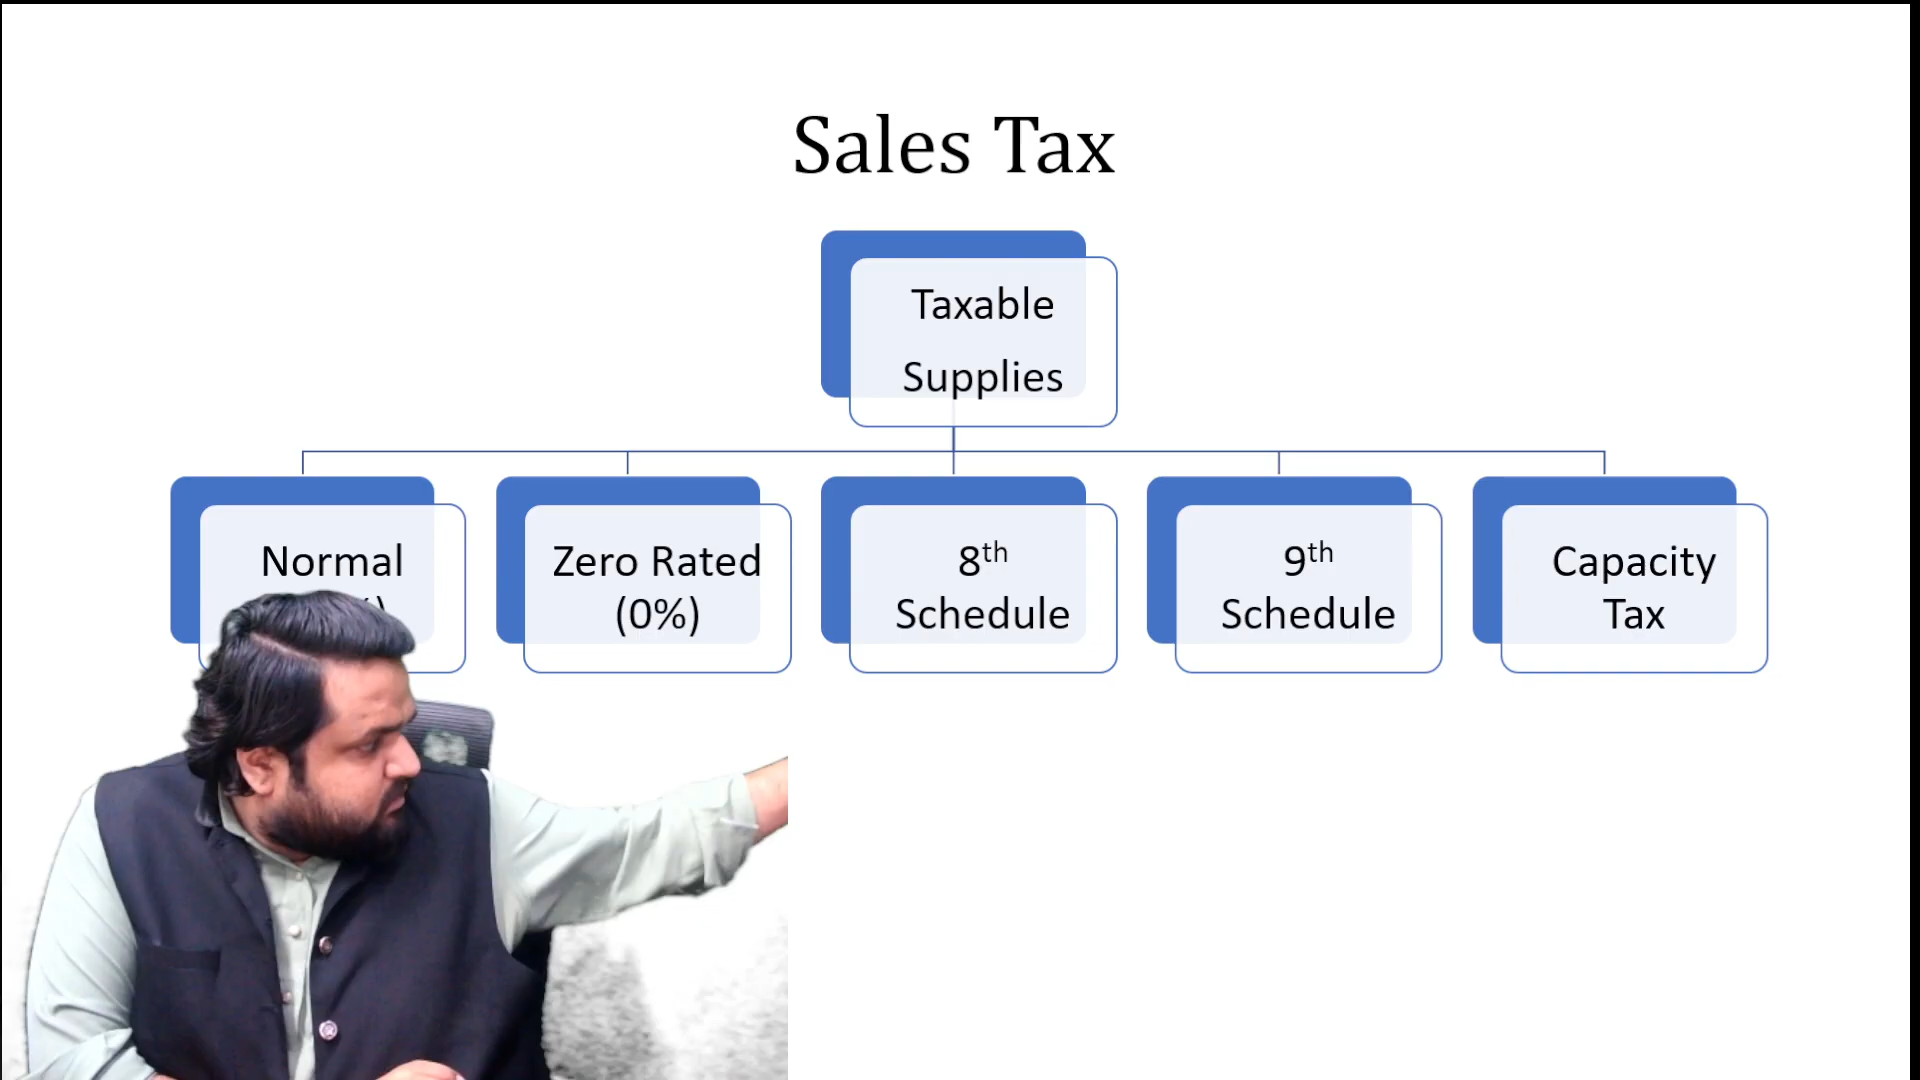 Sales Tax
Taxable
Supplies
Normal
Zero Rated
(0%)
8th
Schedule
9th
Schedule
Capacity
Tax